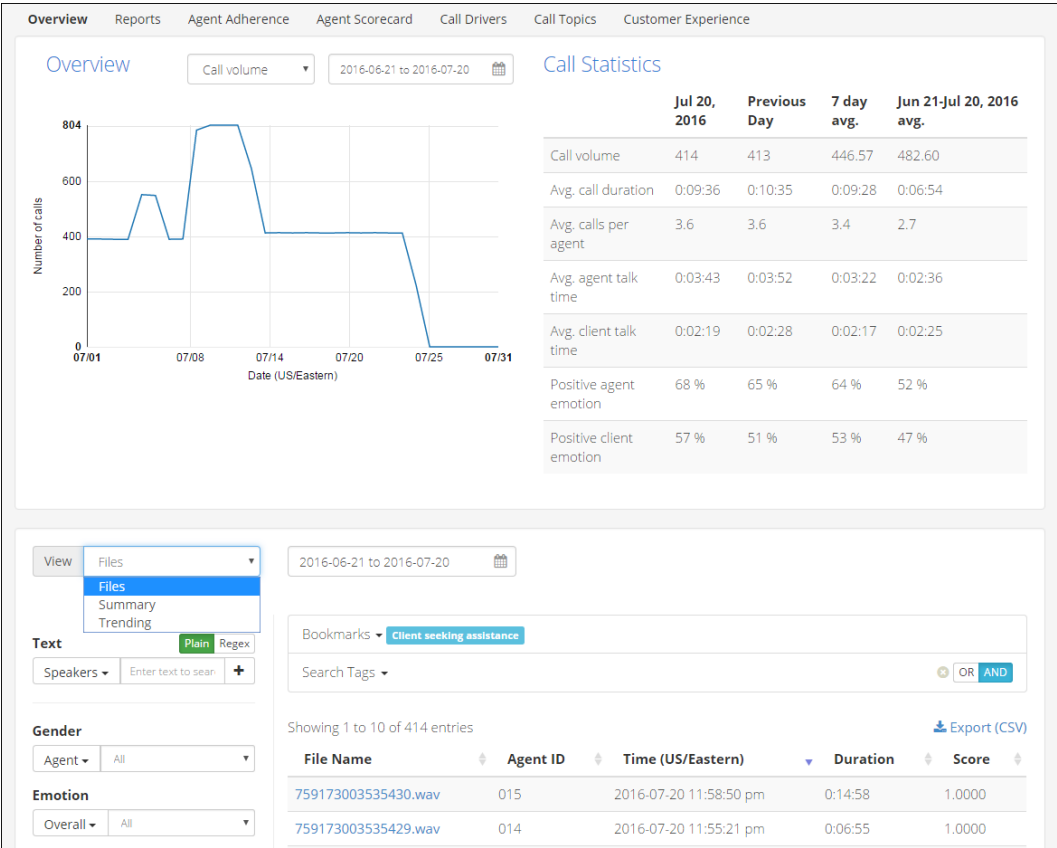 Overview Reports Agent Adherence Agent Scorecard Call Drivers Call Topics Customer Experience
Overview
Call volume
2016-06-21 to 2016-07-20
804
600
400
200
0
Number of calls
07/01 07/08 07/14 07/20 07/25 07/31
Date (US/Eastern)
Call Statistics
Jul 20, Previous 7 day Jun 21-Jul 20, 2016
2016 Day avg. avg.
Call volume 414 413 446.57 482.60
Avg. call duration 0:09:36 0:10:35 0:09:28 0:06:54
Avg. calls per 3.6 3.6 3.4 2.7
agent
Avg. agent talk 0:03:43 0:03:52 0:03:22 0:02:36
time
Avg. client talk 0:02:19 0:02:28 0:02:17 0:02:25
time
Positive agent 68 % 65 % 64 % 52 %
emotion
Positive client 57 % 51 % 53 % 47 %
emotion
View Files
Files
Summary
Trending
2016-06-21 to 2016-07-20
Text Plain Regex
Speakers Enter text to sear
Gender
Agent All
Emotion
Overall All
Bookmarks Client seeking assistance
Search Tags OR AND
Showing 1 to 10 of 414 entries Export (CSV)
File Name Agent ID Time (US/Eastern) Duration Score
759173003535430.wav 015 2016-07-20 11:58:50 pm 0:14:58 1.0000
759173003535429.wav 014 2016-07-20 11:55:21 pm 0:06:55 1.0000